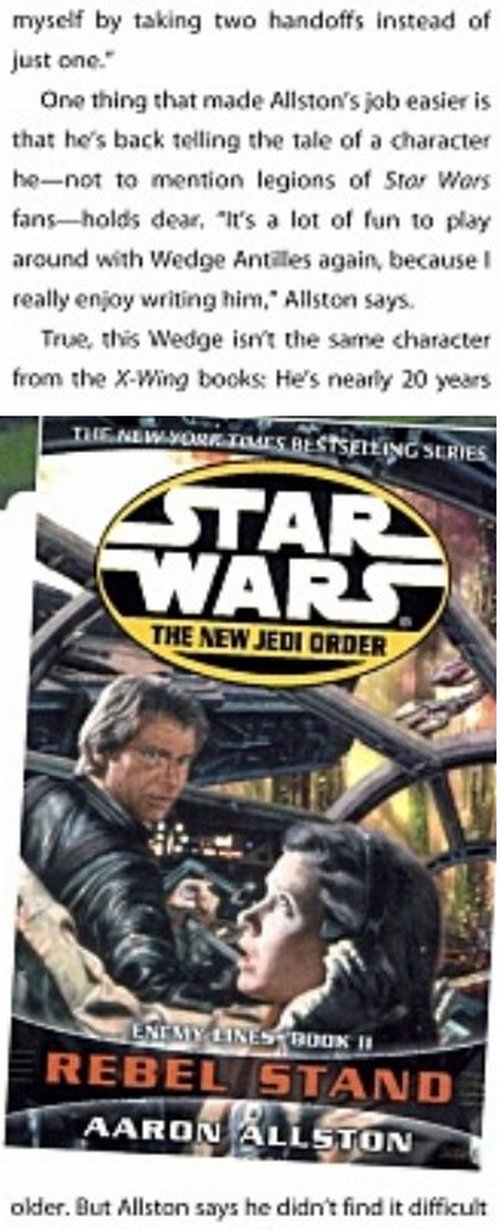 myself by taking two handoffs instead of
just one."
One thing that made Allston's job easier is
that he's back telling the tale of a character
he—not to mention legions of Star Wars
fans—holds dear. "It's a lot of fun to play
around with Wedge Antilles again, because I
really enjoy writing him," Allston says.
True, this Wedge isn't the same character
from the X-Wing books: He's nearly 20 years
THE NEW YORK TIMES BESTSELLING SERIES
STAR
WARS®
THE NEW JEDI ORDER
ENEMY LINES BOOK II
REBEL STAND
AARON ALLSTON
older. But Allston says he didn't find it difficult